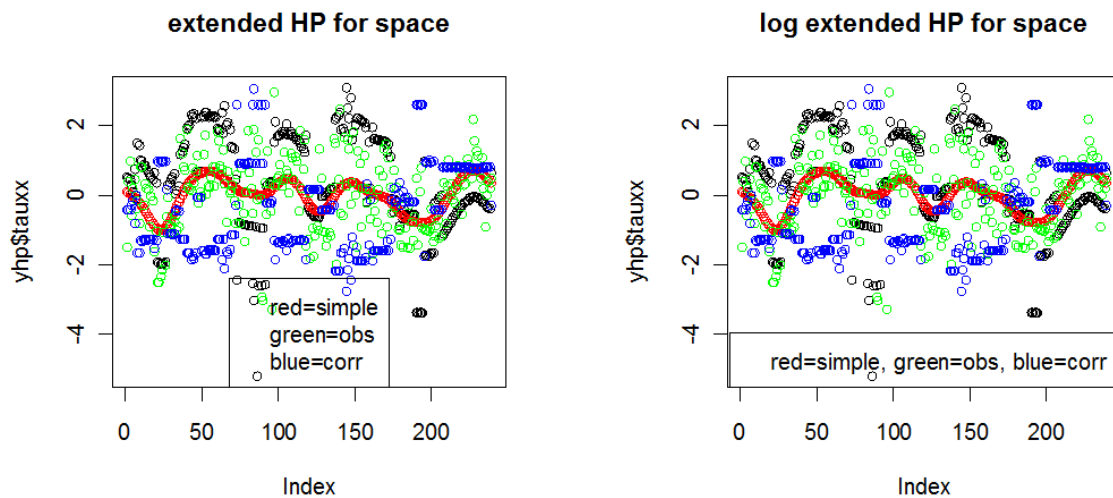 extended HP for space
yhp$tauxx
2
0
-2
-4
red=simple
green=obs
blue=corr
0 50 100 150 200
Index
log extended HP for space
yhp$tauxx
2
0
-2
-4
red=simple, green=obs, blue=corr
0 50 100 150 200
Index